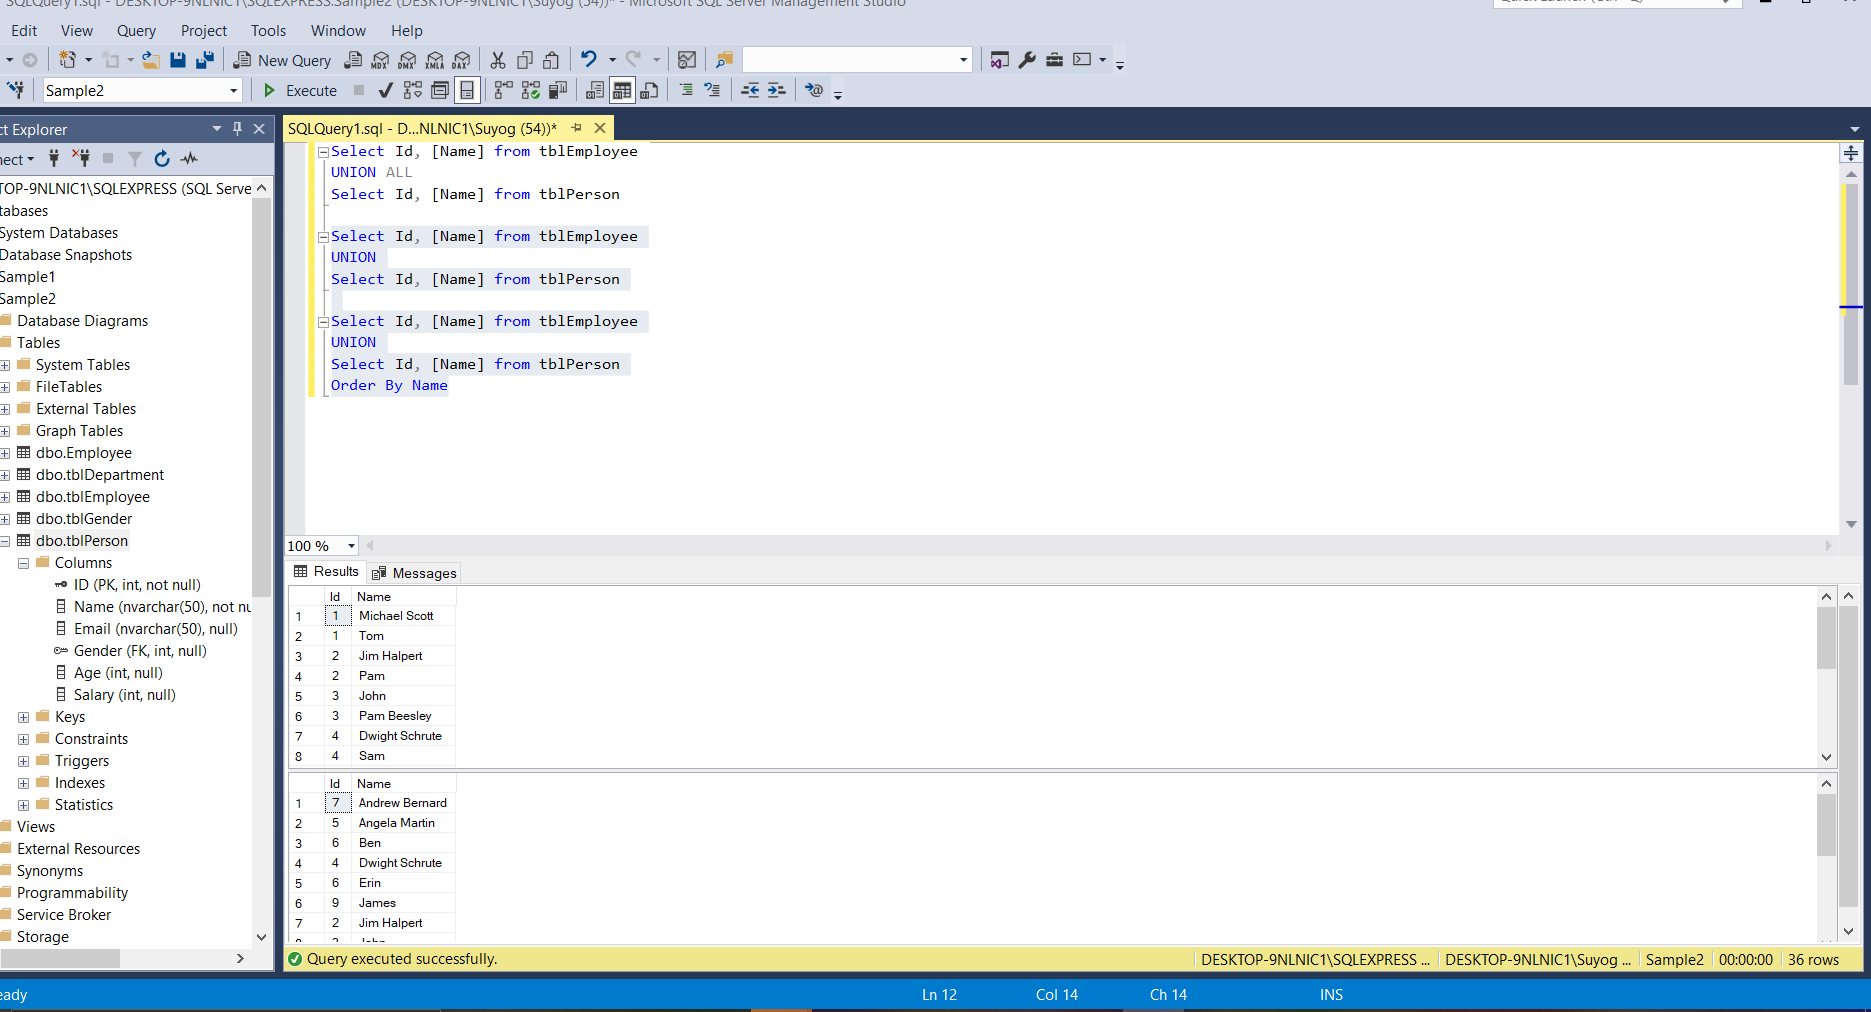 SQLQuery1.sql - DESKTOP-9NLNIC1\SQLEXPRESS.Sample2 (DESKTOP-9NLNIC1\Suyog (54))* - Microsoft SQL Server Management Studio
Quick Launch (Ctrl+Q)
Edit View Query Project Tools Window Help
New Query MDX DMX XMLA DAX
Sample2 Execute
ct Explorer
nect
TOP-9NLNIC1\SQLEXPRESS (SQL Serve
tabases
System Databases
Database Snapshots
Sample1
Sample2
Database Diagrams
Tables
System Tables
FileTables
External Tables
Graph Tables
dbo.Employee
dbo.tblDepartment
dbo.tblEmployee
dbo.tblGender
dbo.tblPerson
Columns
ID (PK, int, not null)
Name (nvarchar(50), not nu
Email (nvarchar(50), null)
Gender (FK, int, null)
Age (int, null)
Salary (int, null)
Keys
Constraints
Triggers
Indexes
Statistics
Views
External Resources
Synonyms
Programmability
Service Broker
Storage
SQLQuery1.sql - D...NLNIC1\Suyog (54))*
Select Id, [Name] from tblEmployee
UNION ALL
Select Id, [Name] from tblPerson
Select Id, [Name] from tblEmployee
UNION
Select Id, [Name] from tblPerson
Select Id, [Name] from tblEmployee
UNION
Select Id, [Name] from tblPerson
Order By Name
100 %
Results Messages
Id Name
1 1 Michael Scott
2 1 Tom
3 2 Jim Halpert
4 2 Pam
5 3 John
6 3 Pam Beesley
7 4 Dwight Schrute
8 4 Sam
Id Name
1 7 Andrew Bernard
2 5 Angela Martin
3 6 Ben
4 4 Dwight Schrute
5 6 Erin
6 9 James
7 2 Jim Halpert
8 3 John
Query executed successfully.
DESKTOP-9NLNIC1\SQLEXPRESS ... DESKTOP-9NLNIC1\Suyog ... Sample2 00:00:00 36 rows
eady Ln 12 Col 14 Ch 14 INS